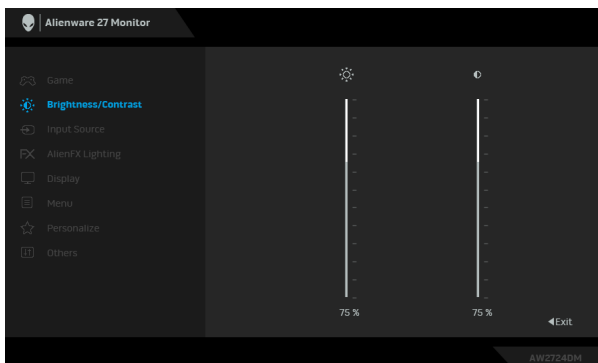 Alienware 27 Monitor
Game
Brightness/Contrast
Input Source
AlienFX Lighting
Display
Menu
Personalize
Others
75 %
75 %
Exit
AW2724DM